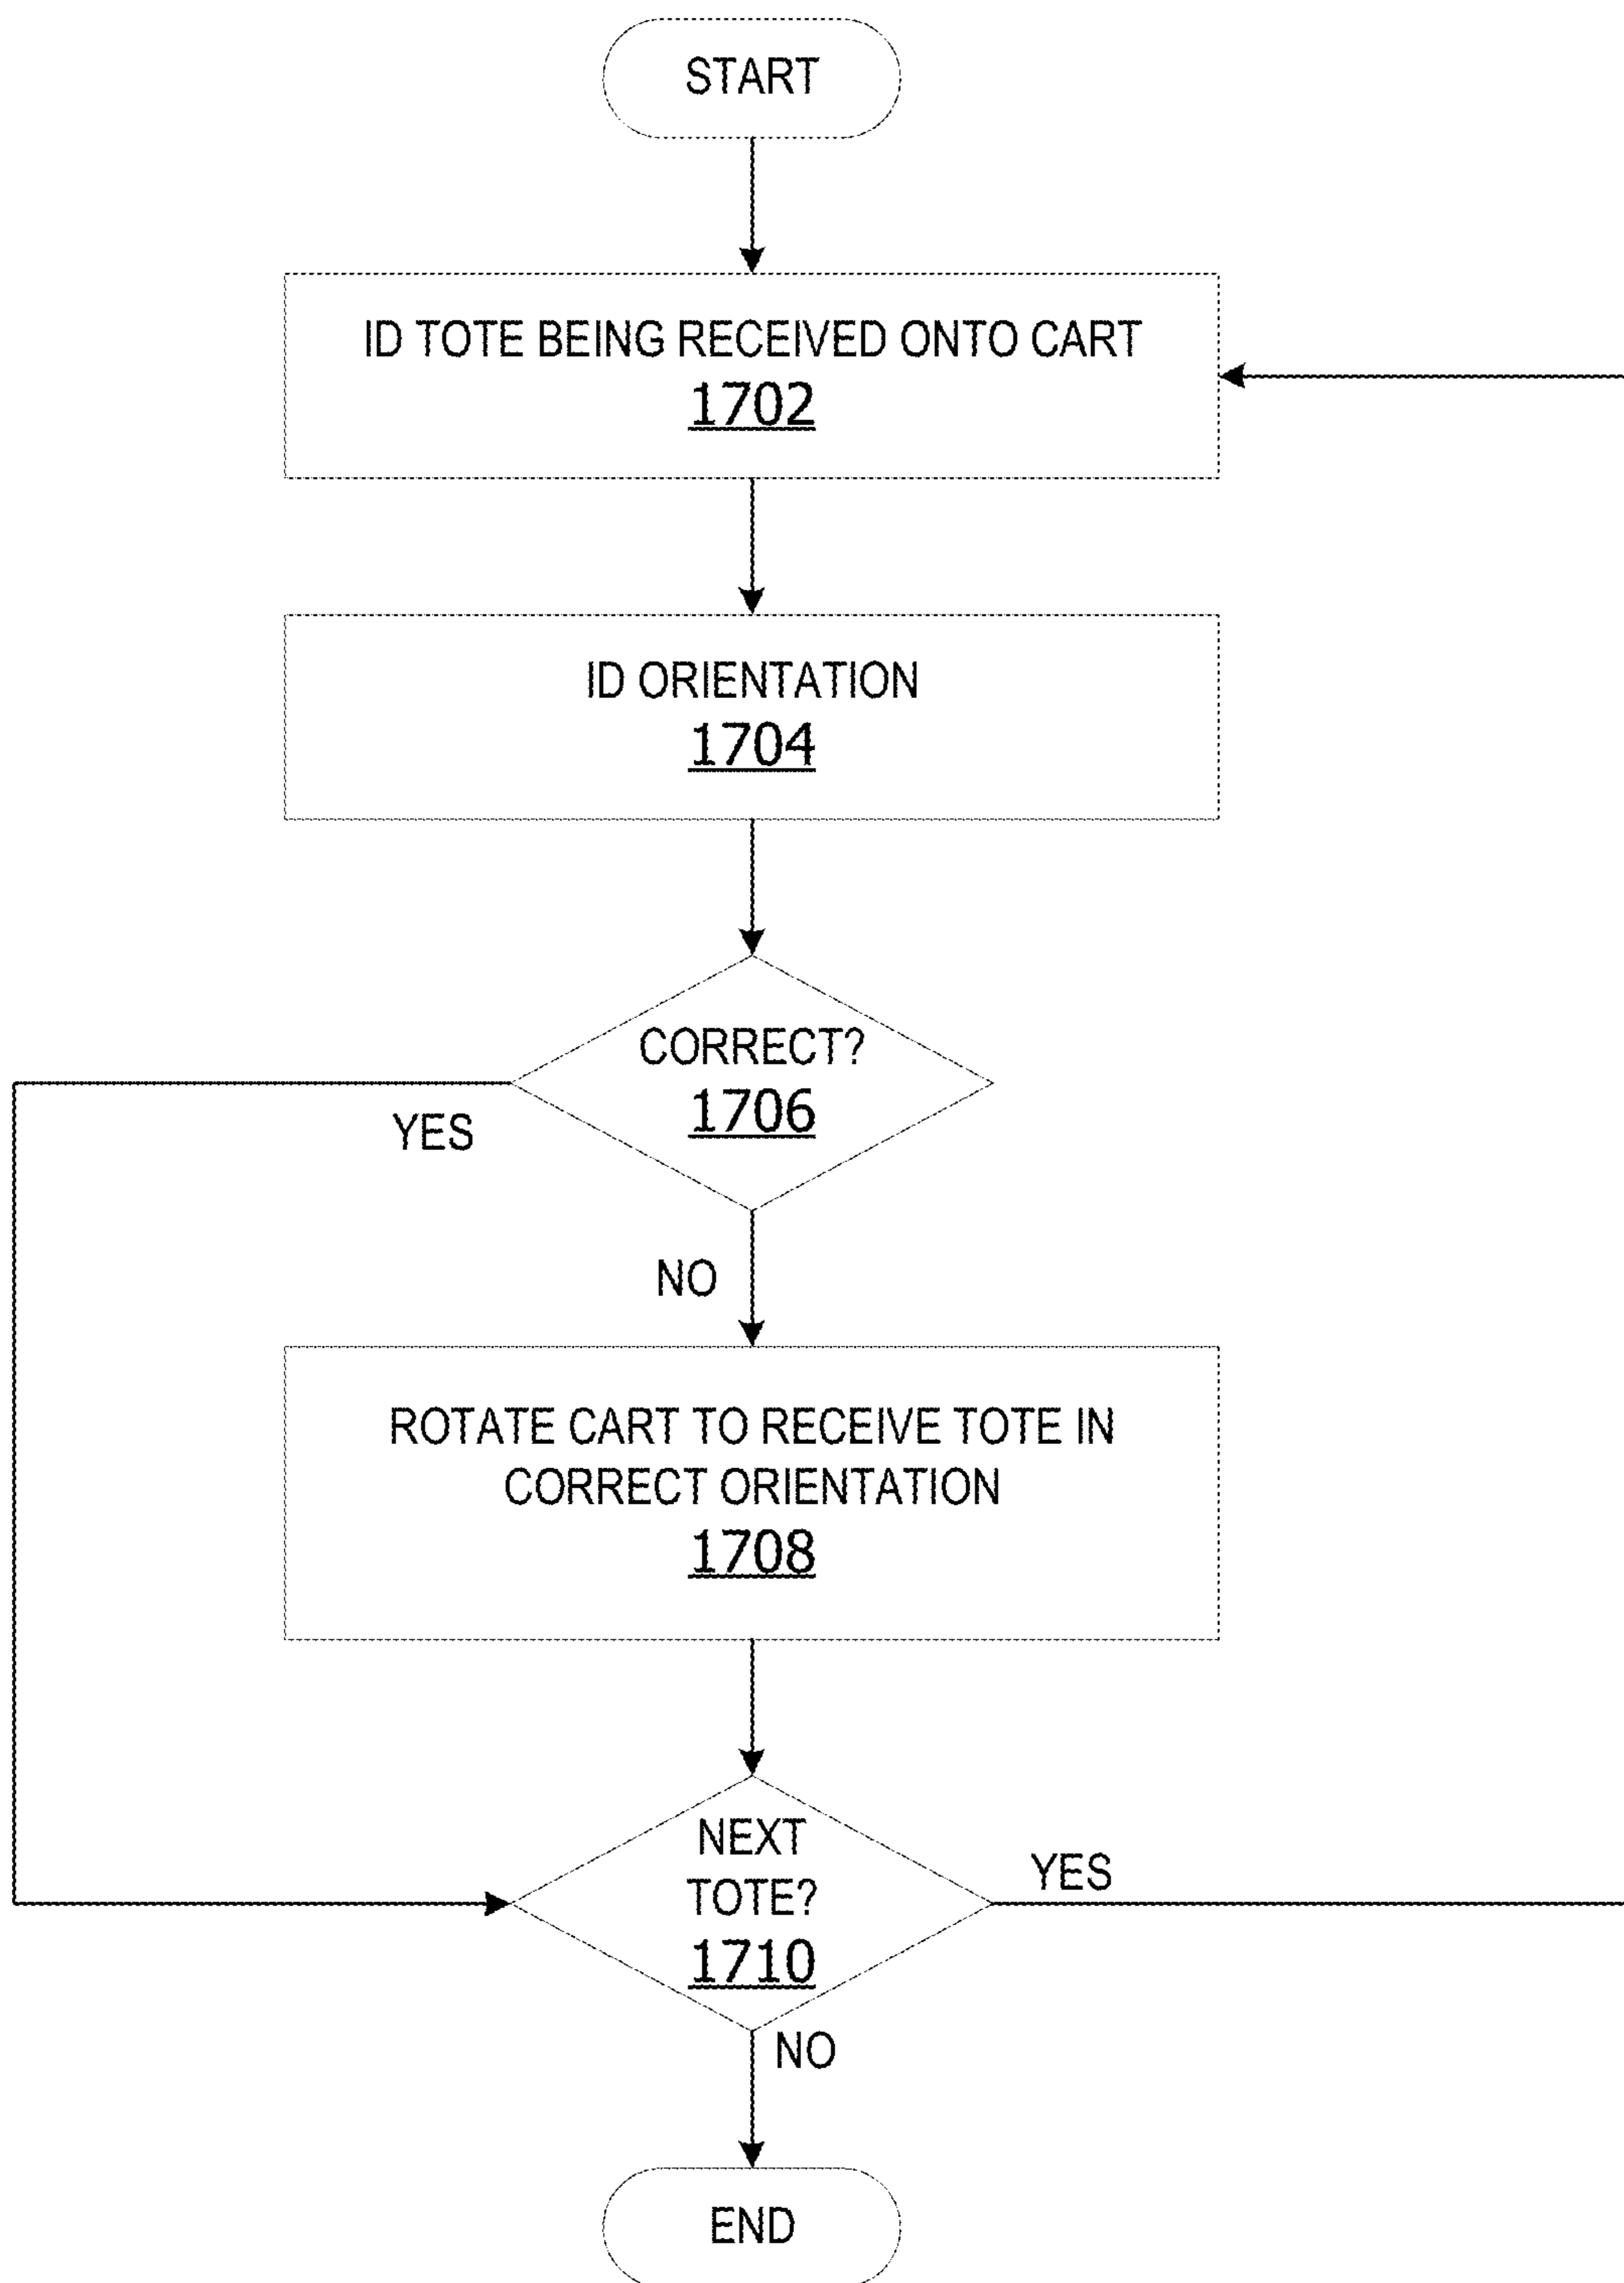 START
ID TOTE BEING RECEIVED ONTO CART
1702
ID ORIENTATION
1704
CORRECT?
1706
YES
NO
ROTATE CART TO RECEIVE TOTE IN
CORRECT ORIENTATION
1708
NEXT
TOTE?
1710
YES
NO
END